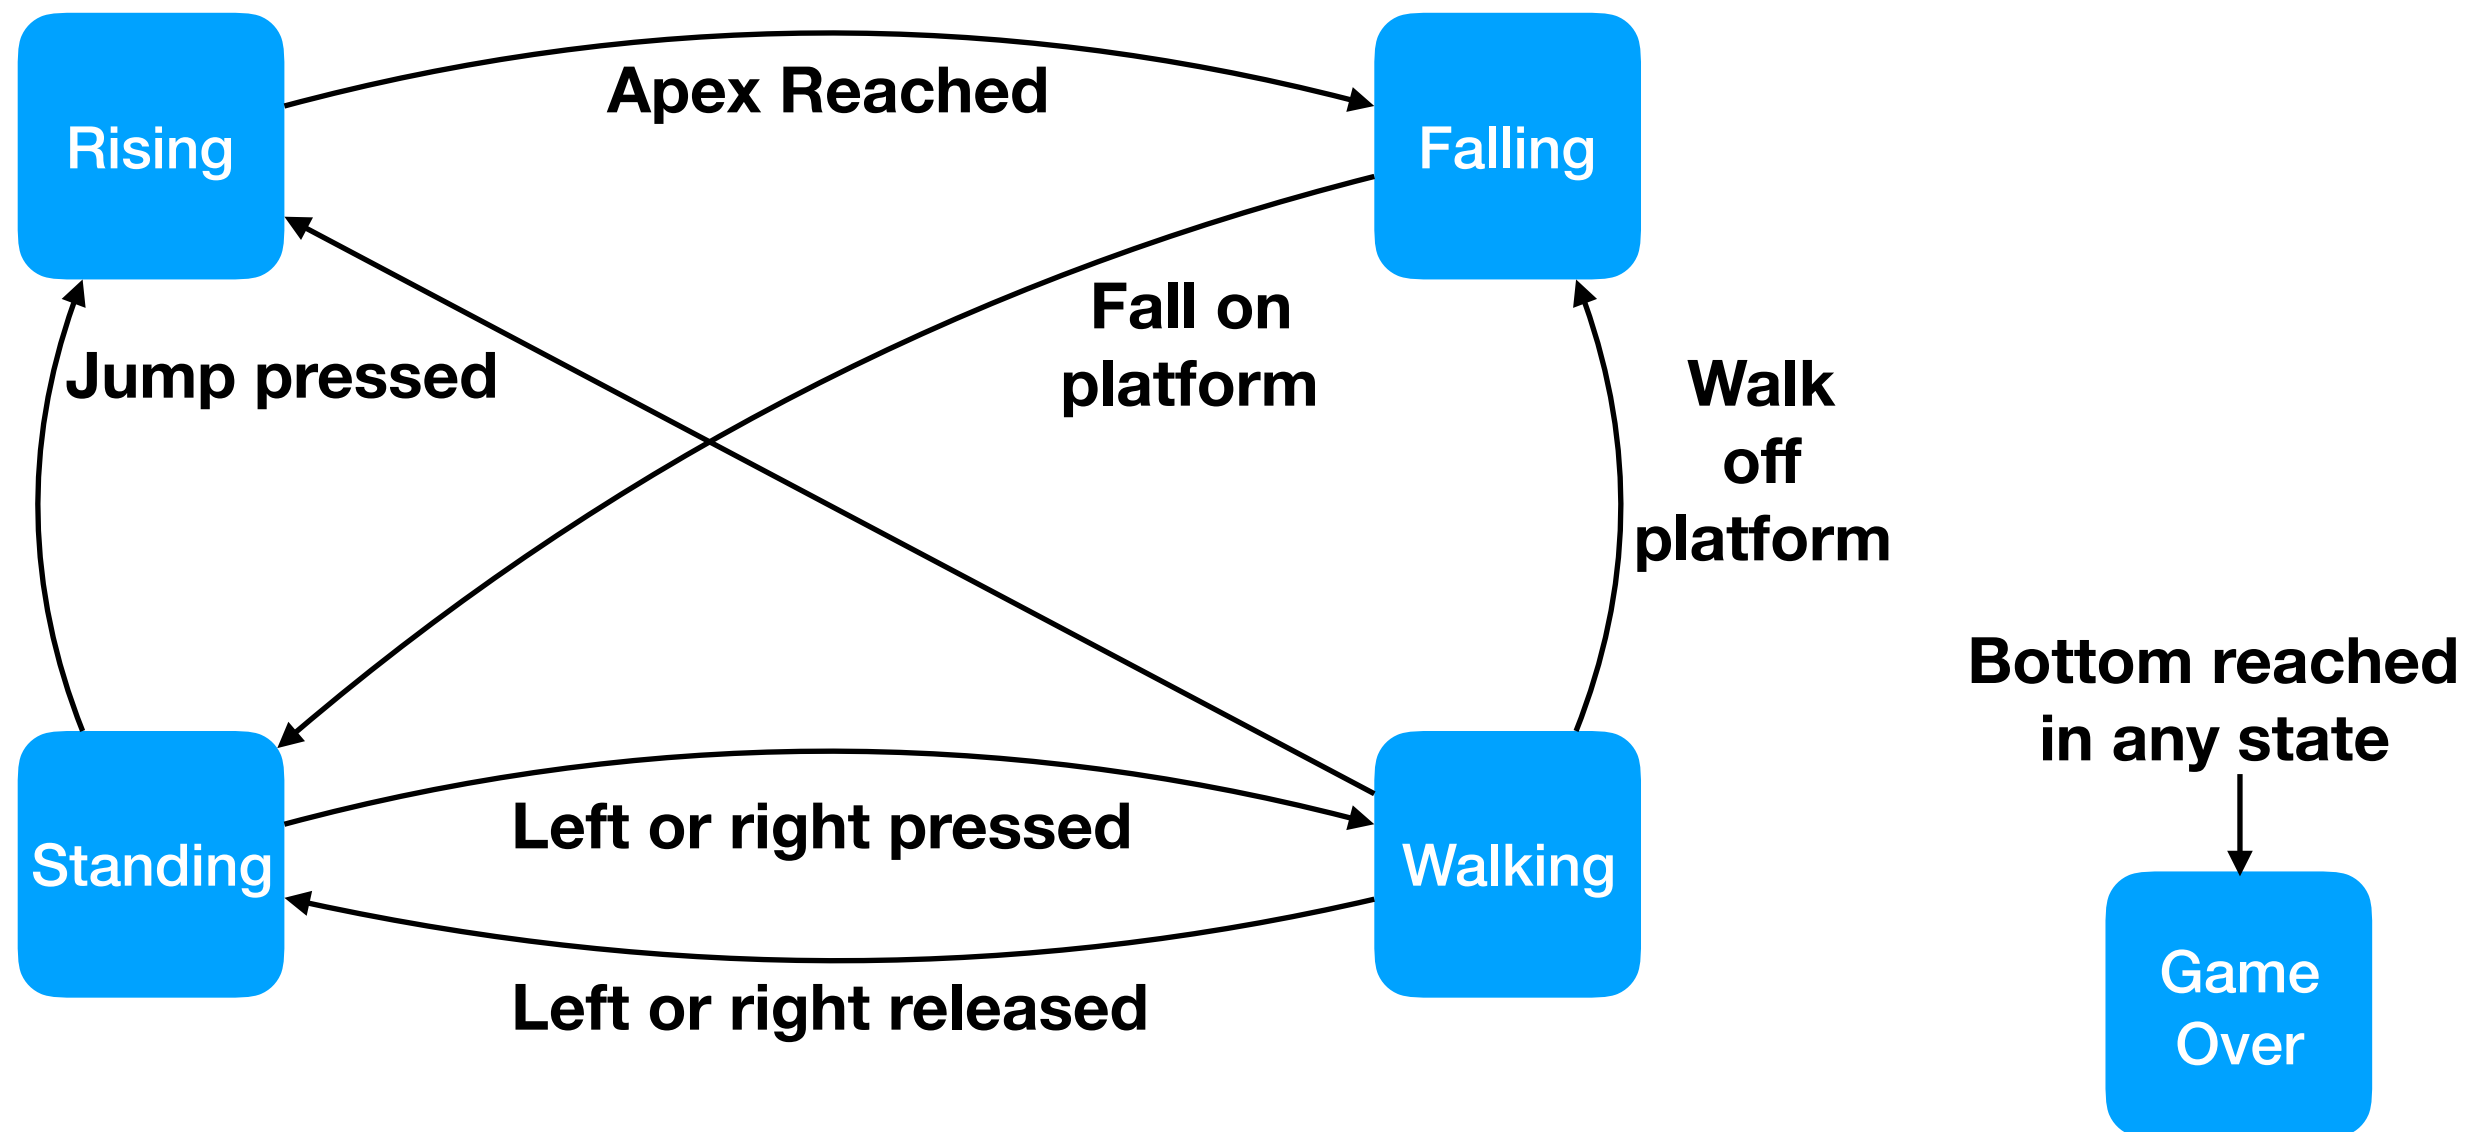 Apex Reached
Rising
Falling
Fall on
platform
Jump pressed
Walk
off
platform
Bottom reached
in any state
Left or right pressed
Standing
Walking
Left or right released
Game
Over